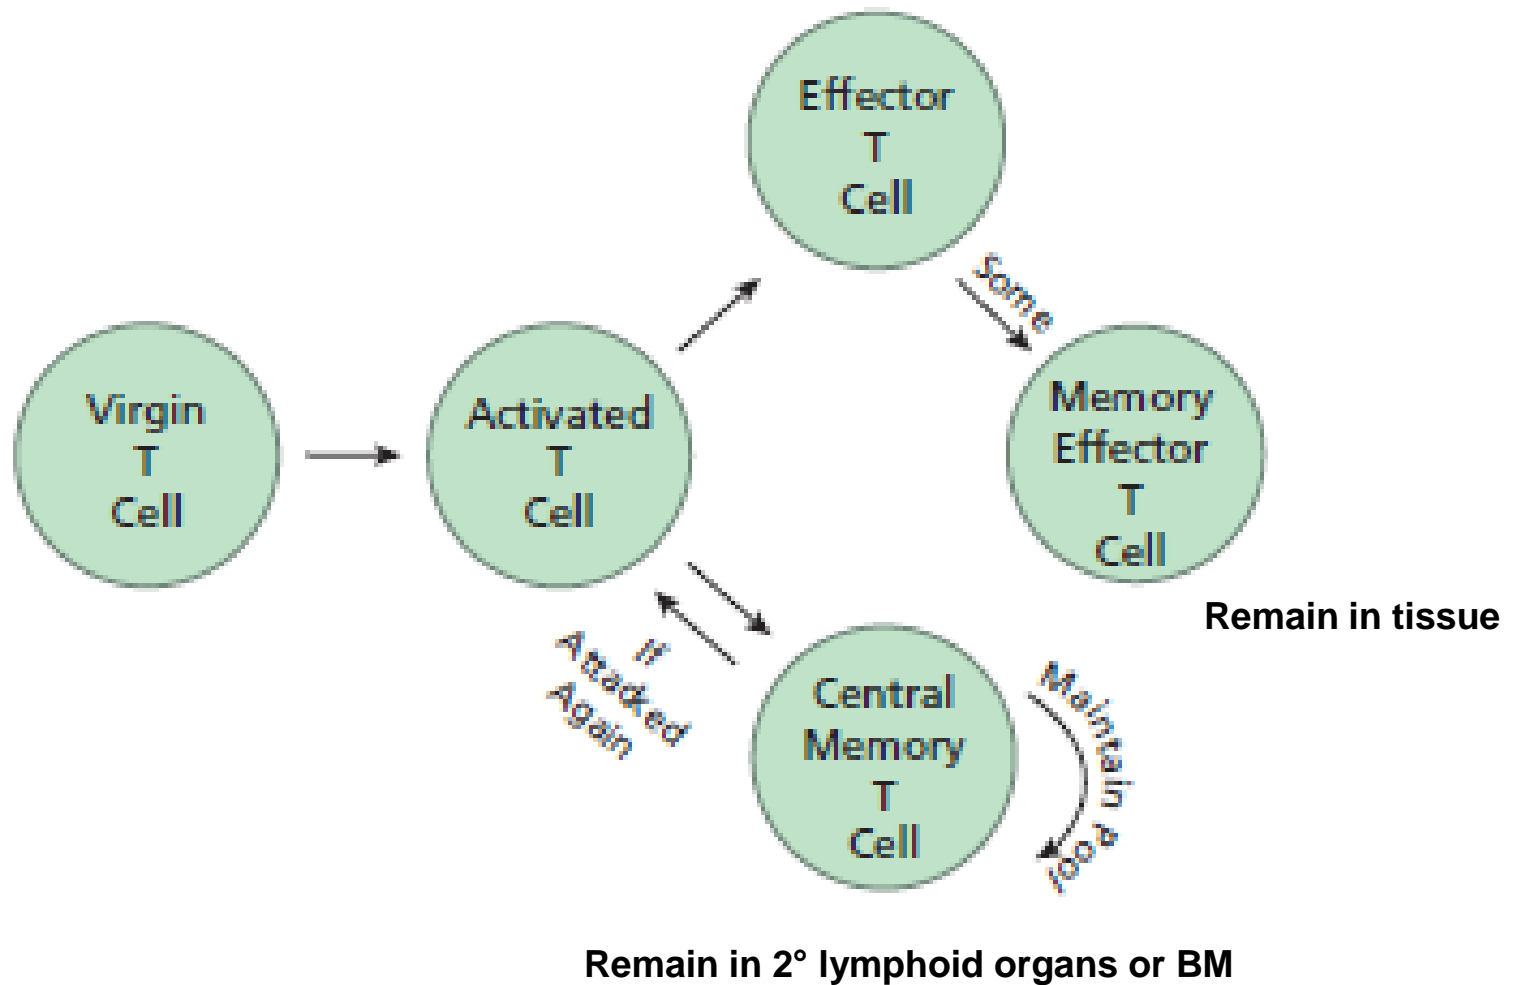 Effector
T
Cell
Some
Virgin
T
Cell
Activated
T
Cell
Memory
Effector
T
Cell
Remain in tissue
If
Attacked
Again
Central
Memory
T
Cell
Maintain Pool
Remain in 2° lymphoid organs or BM